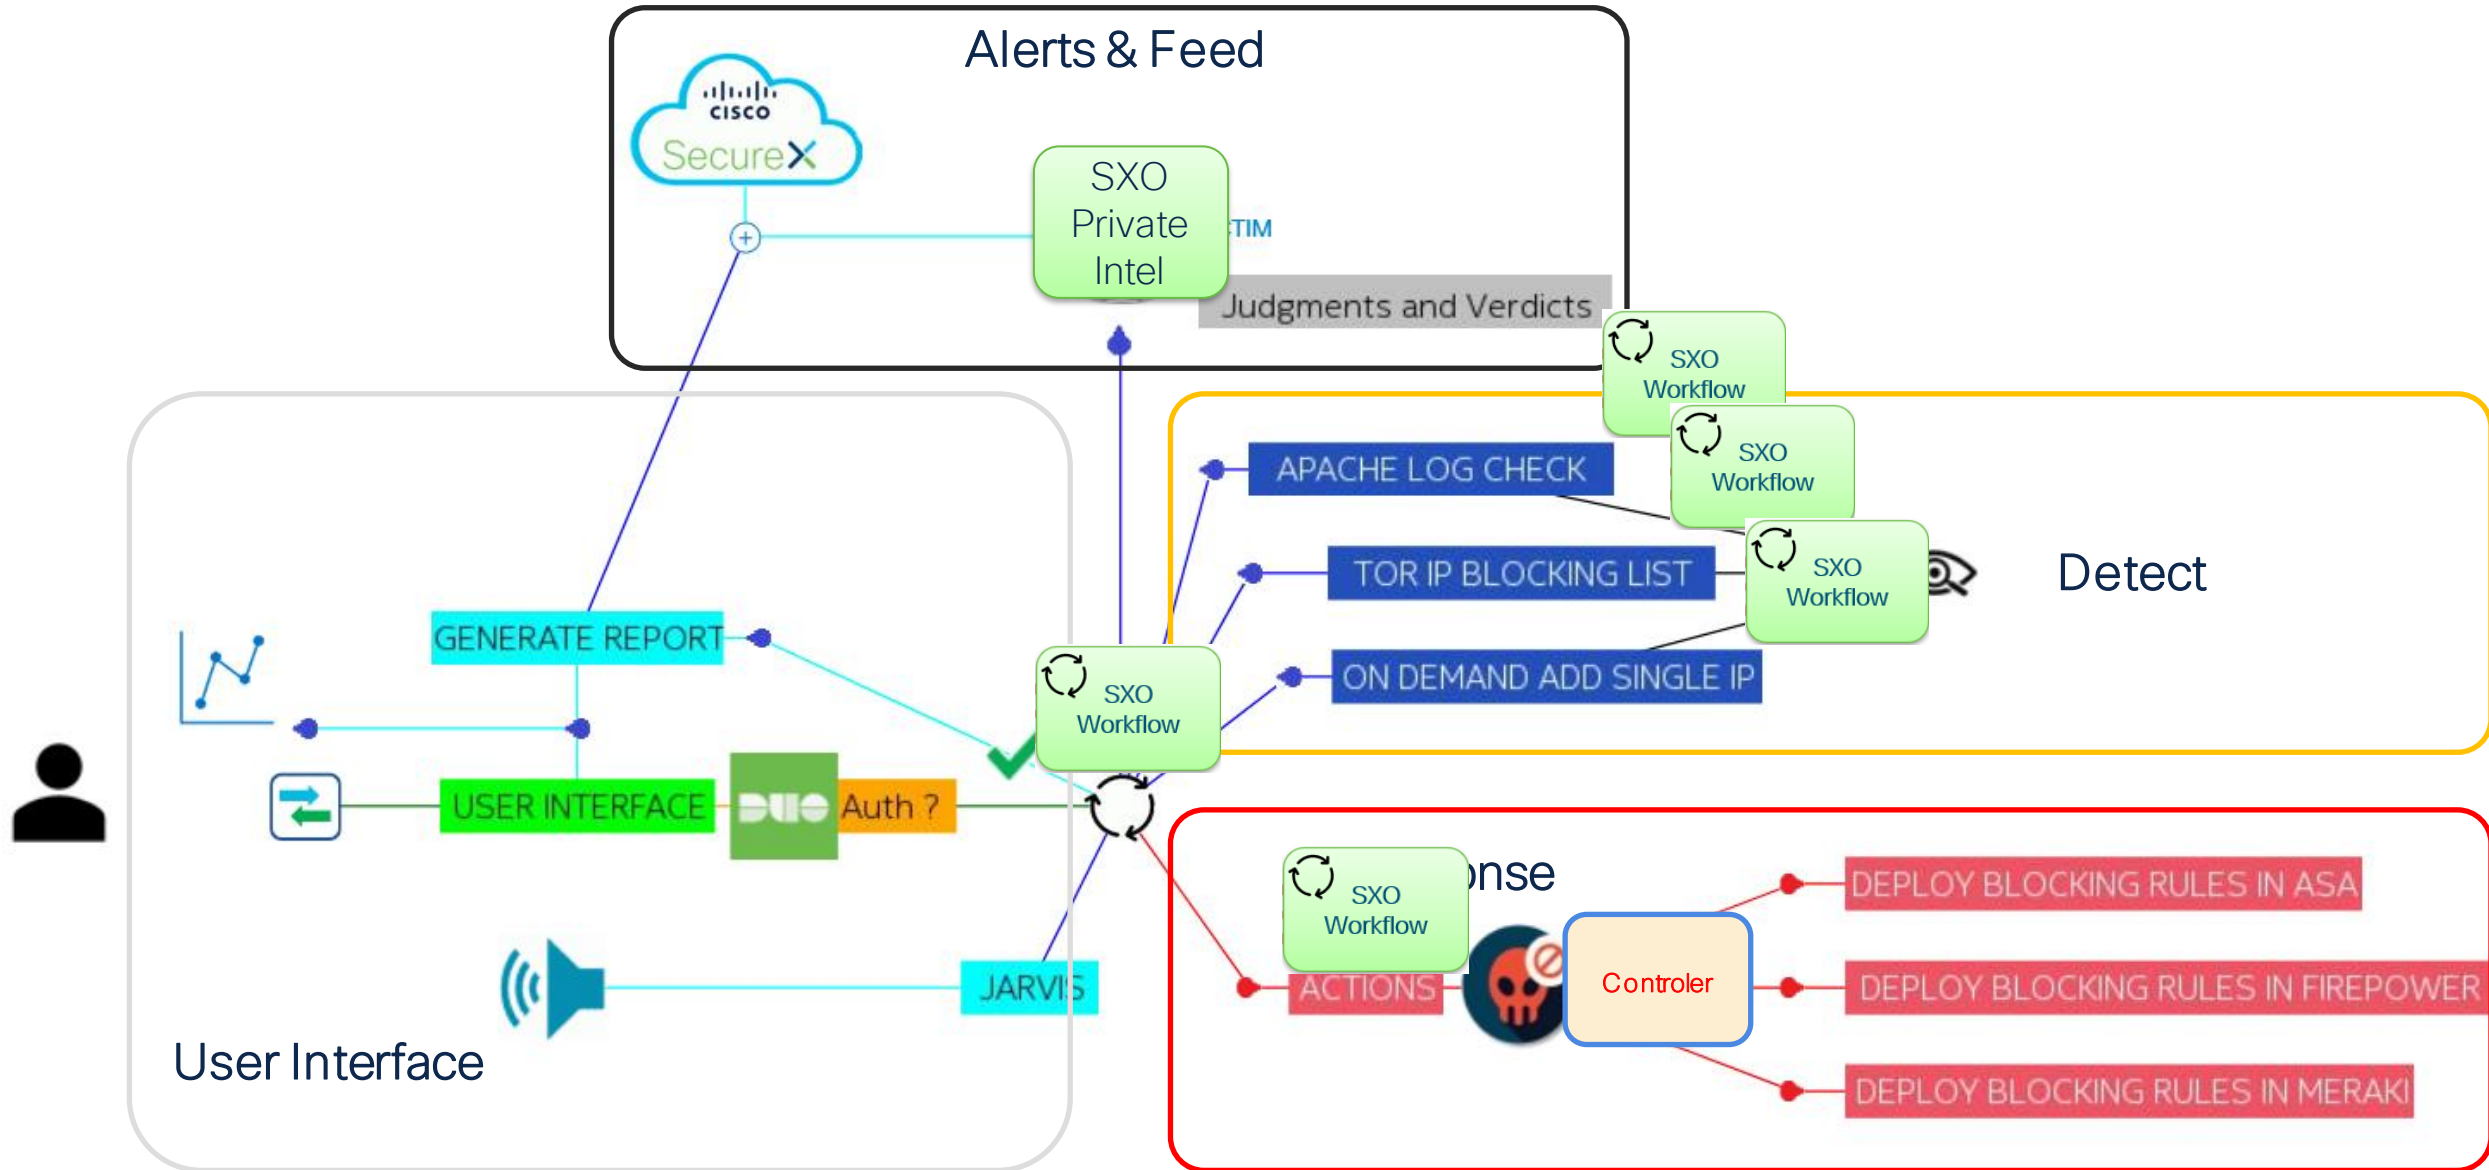 Alerts & Feed
CISCO
SecureX
SXO
Private
Intel
TIM
Judgments and Verdicts
SXO
Workflow
SXO
Workflow
APACHE LOG CHECK
SXO
Workflow
TOR IP BLOCKING LIST
Detect
GENERATE REPORT
SXO
Workflow
ON DEMAND ADD SINGLE IP
USER INTERFACE
DUO
Auth ?
SXO
Workflow
onse
DEPLOY BLOCKING RULES IN ASA
JARVIS
ACTIONS
Controler
DEPLOY BLOCKING RULES IN FIREPOWER
User Interface
DEPLOY BLOCKING RULES IN MERAKI